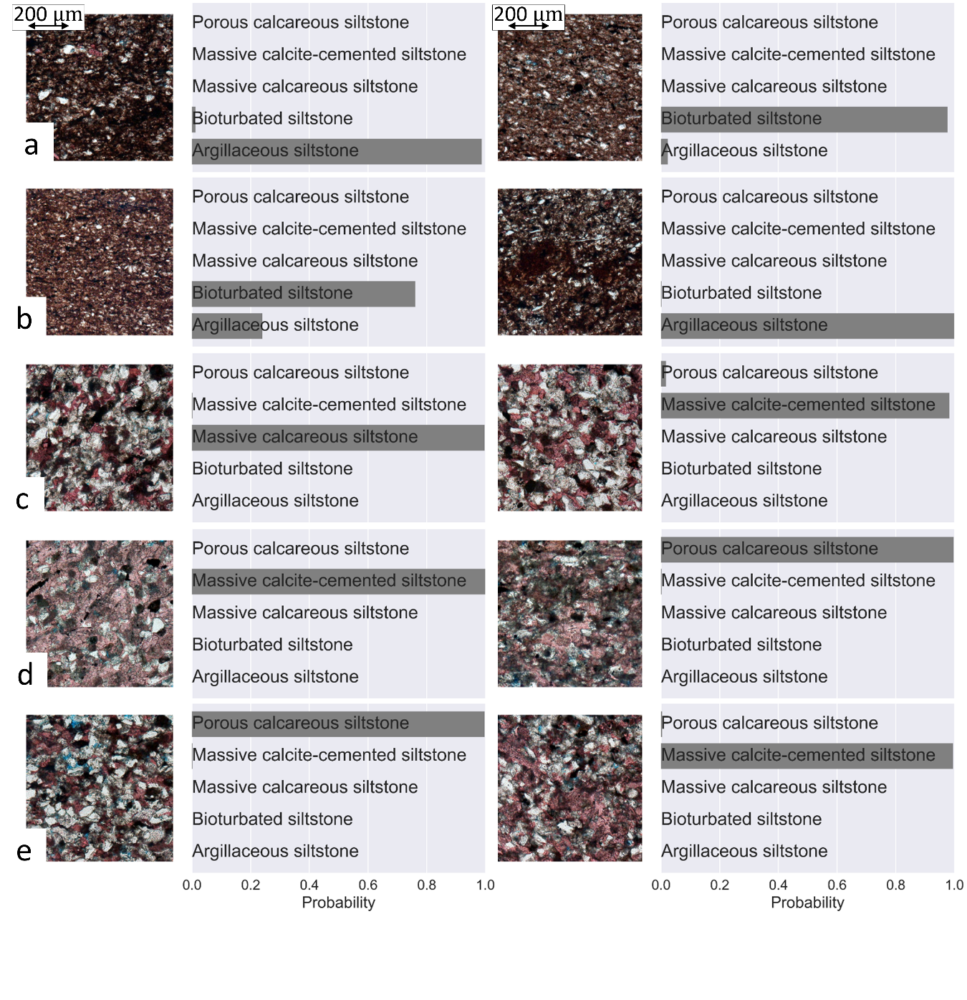 200 µm
200 µm
a
Porous calcareous siltstone
Massive calcite-cemented siltstone
Massive calcareous siltstone
Bioturbated siltstone
Argillaceous siltstone
Porous calcareous siltstone
Massive calcite-cemented siltstone
Massive calcareous siltstone
Bioturbated siltstone
Argillaceous siltstone
b
Porous calcareous siltstone
Massive calcite-cemented siltstone
Massive calcareous siltstone
Bioturbated siltstone
Argillaceous siltstone
Porous calcareous siltstone
Massive calcite-cemented siltstone
Massive calcareous siltstone
Bioturbated siltstone
Argillaceous siltstone
c
Porous calcareous siltstone
Massive calcite-cemented siltstone
Massive calcareous siltstone
Bioturbated siltstone
Argillaceous siltstone
Porous calcareous siltstone
Massive calcite-cemented siltstone
Massive calcareous siltstone
Bioturbated siltstone
Argillaceous siltstone
d
Porous calcareous siltstone
Massive calcite-cemented siltstone
Massive calcareous siltstone
Bioturbated siltstone
Argillaceous siltstone
Porous calcareous siltstone
Massive calcite-cemented siltstone
Massive calcareous siltstone
Bioturbated siltstone
Argillaceous siltstone
e
Porous calcareous siltstone
Massive calcite-cemented siltstone
Massive calcareous siltstone
Bioturbated siltstone
Argillaceous siltstone
Porous calcareous siltstone
Massive calcite-cemented siltstone
Massive calcareous siltstone
Bioturbated siltstone
Argillaceous siltstone
0.0 0.2 0.4 0.6 0.8 1.0
Probability
0.0 0.2 0.4 0.6 0.8 1.0
Probability